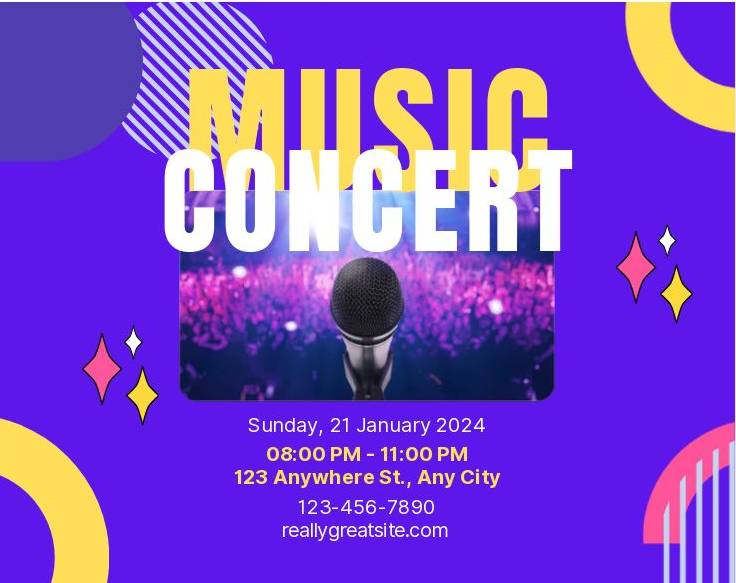 MUSIC
CONCERT
Sunday, 21 January 2024
08:00 PM - 11:00 PM
123 Anywhere St., Any City
123-456-7890
reallygreatsite.com